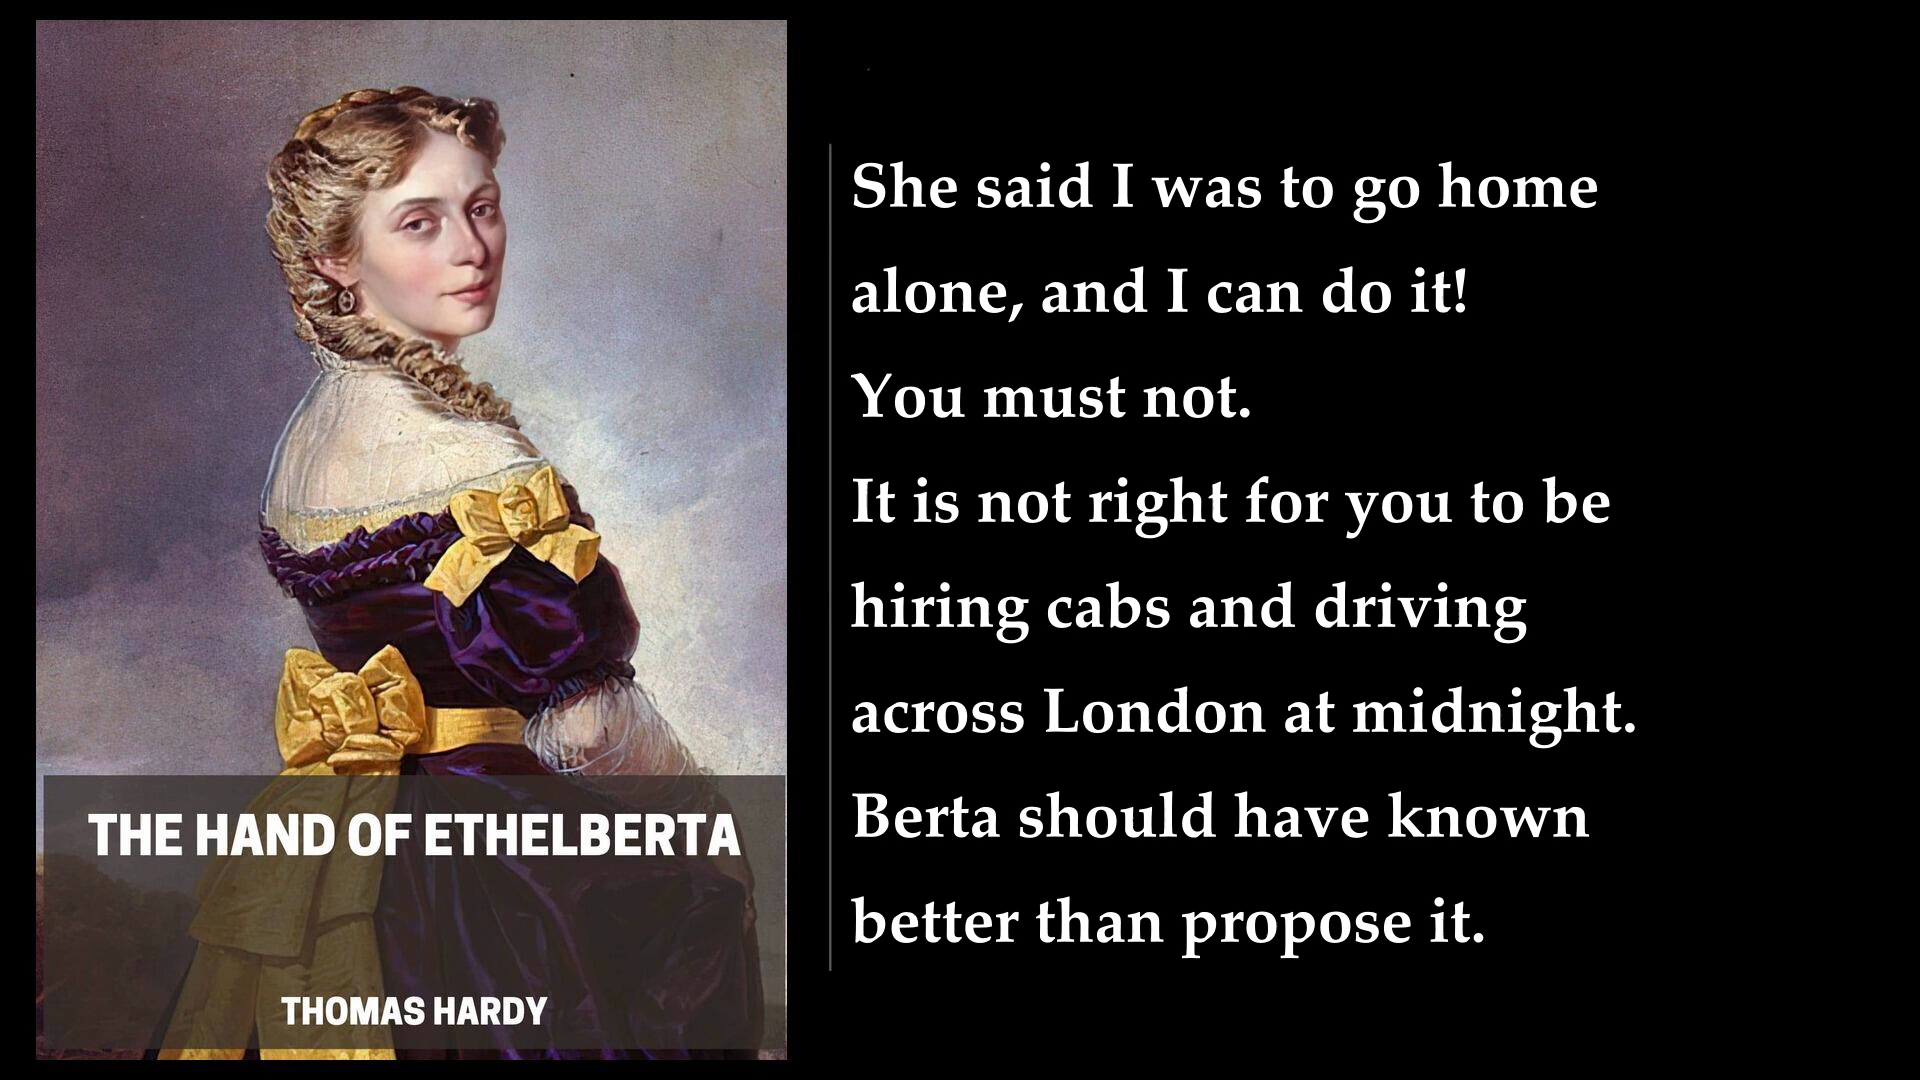 THE HAND OF ETHELBERTA
THOMAS HARDY
She said I was to go home
alone, and I can do it!
You must not.
It is not right for you to be
hiring cabs and driving
across London at midnight.
Berta should have known
better than propose it.